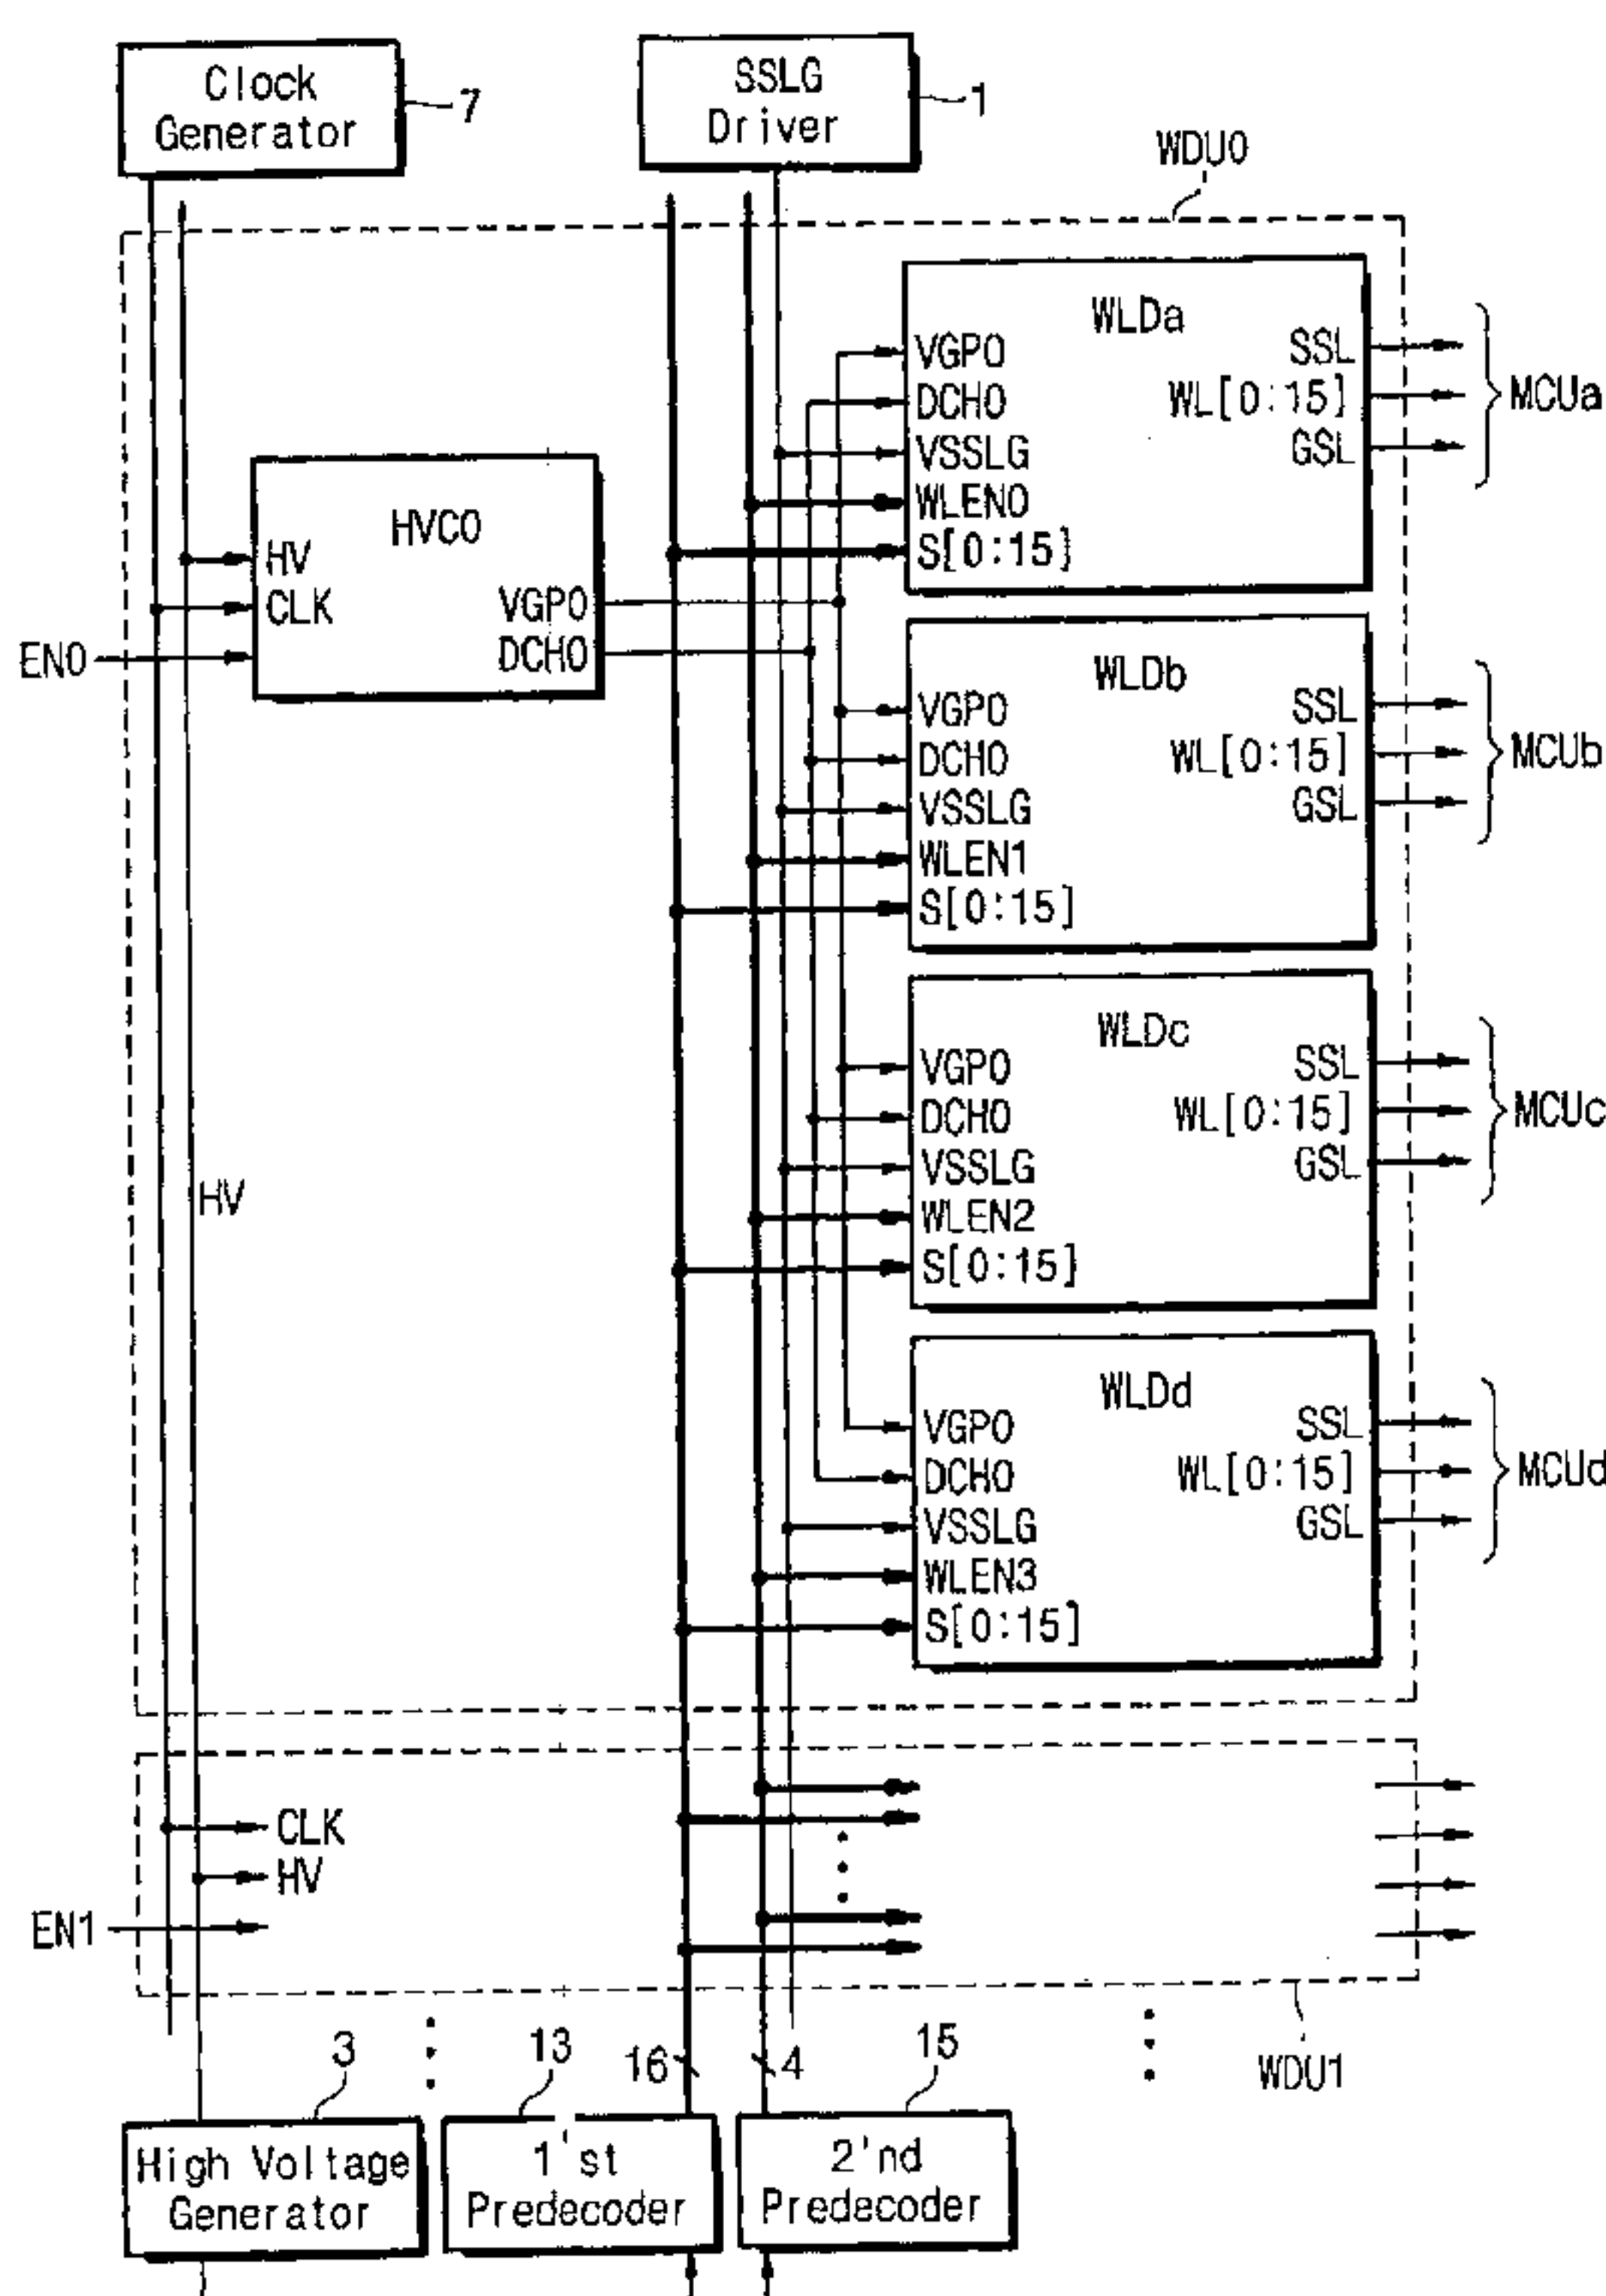 Clock
Generator
7
SSLG
Driver
1
WDU0
WLDa
VGP0
DCH0
VSSLG
WLEN0
S[0:15]
SSL
WL[0:15]
GSL
MCUa
HVC0
HV
CLK
VGP0
DCH0
EN0
WLDb
VGP0
DCH0
VSSLG
WLEN1
S[0:15]
SSL
WL[0:15]
GSL
MCUb
HV
WLDc
VGP0
DCH0
VSSLG
WLEN2
S[0:15]
SSL
WL[0:15]
GSL
MCUc
WLDd
VGP0
DCH0
VSSLG
WLEN3
S[0:15]
SSL
WL[0:15]
GSL
MCUd
CLK
HV
EN1
WDU1
3
13
16
4
15
High Voltage
Generator
1'st
Predecoder
2'nd
Predecoder